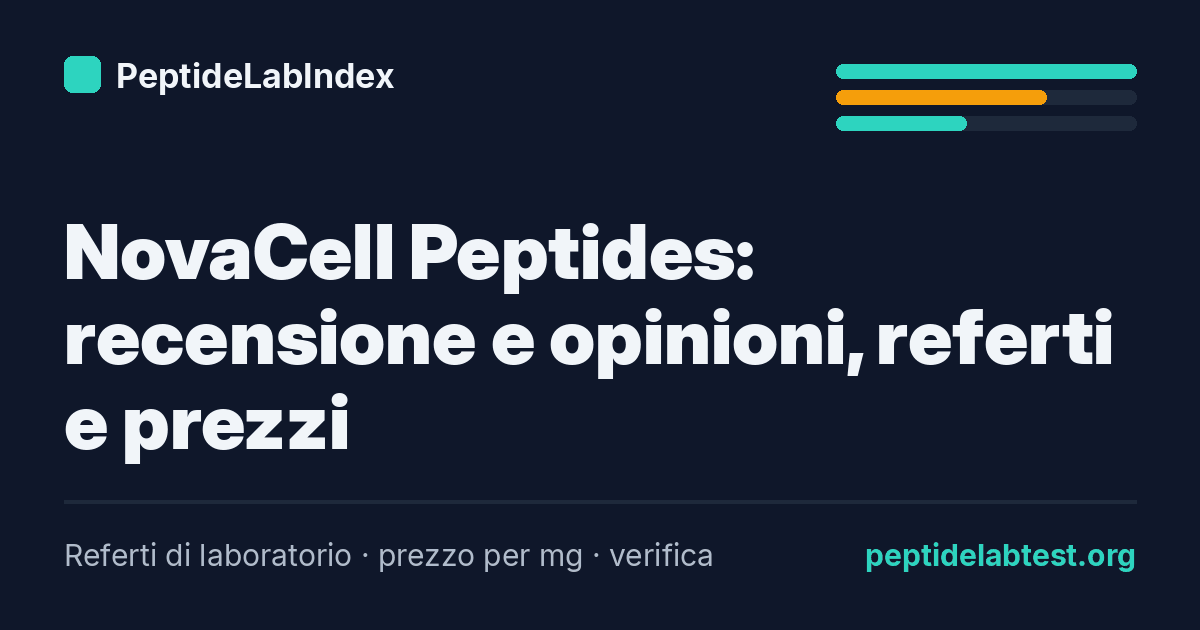 PeptideLabIndex
NovaCell Peptides:
recensione e opinioni, referti
e prezzi
Referti di laboratorio · prezzo per mg · verifica
peptidelabtest.org